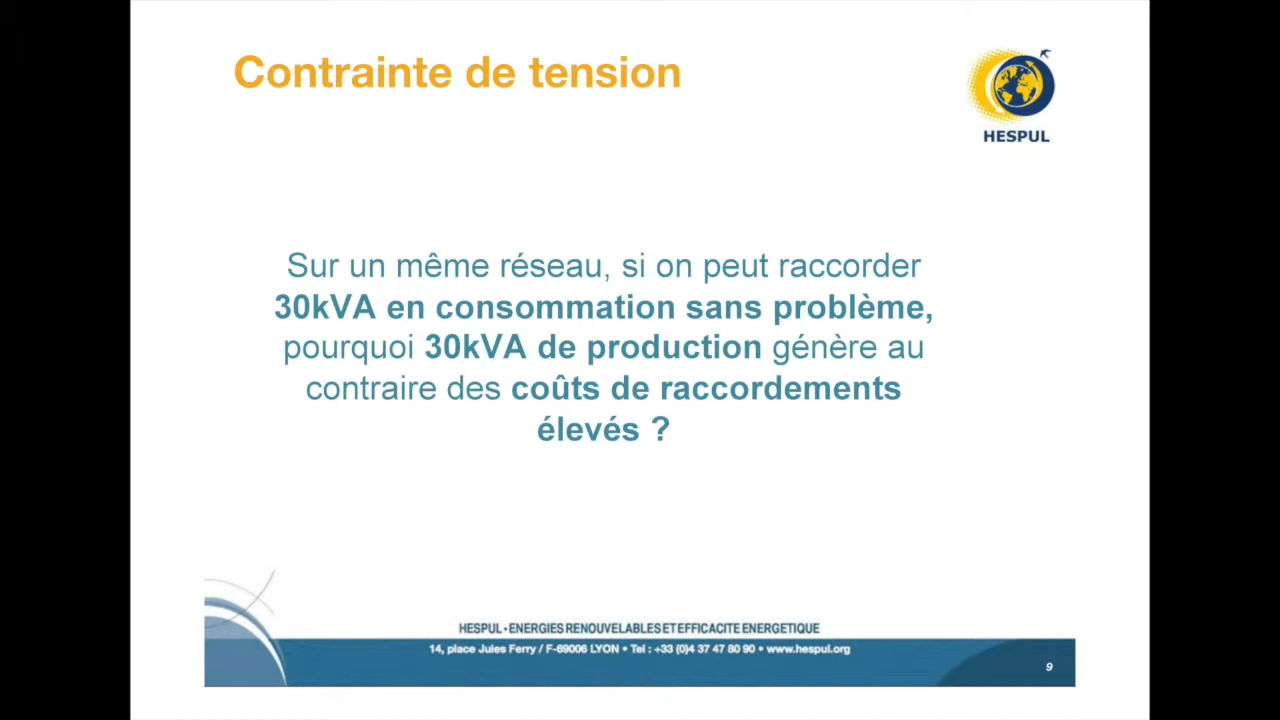 Contrainte de tension
HESPUL
Sur un même réseau, si on peut raccorder
30kVA en consommation sans problème,
pourquoi 30kVA de production génère au
contraire des coûts de raccordements
élevés ?
HESPUL • ENERGIES RENOUVELABLES ET EFFICACITE ENERGETIQUE
14, place Jules Ferry / F-69006 LYON • Tel : +33 (0)4 37 47 80 90 • www.hespul.org
9